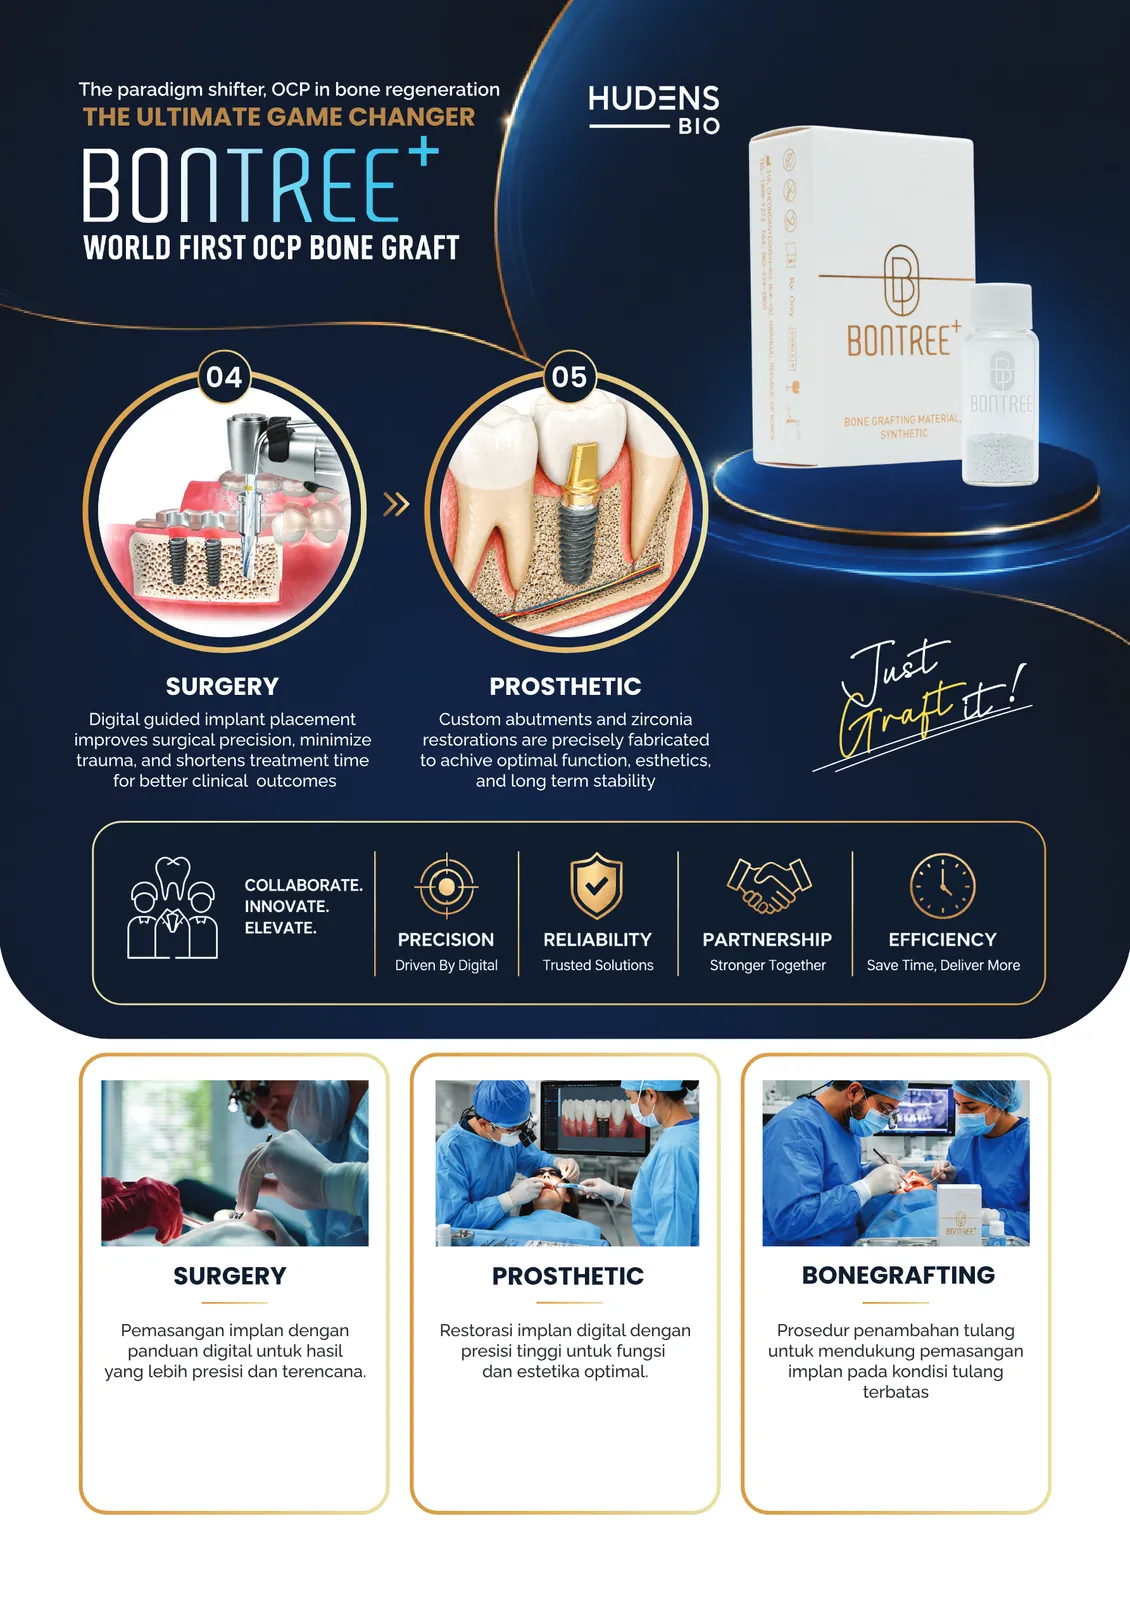 The paradigm shifter, OCP in bone regeneration
THE ULTIMATE GAME CHANGER
BONTREE+
WORLD FIRST OCP BONE GRAFT
HUDENS
BIO
BONTREE+
BONE GRAFTING MATERIAL,
SYNTHETIC
Rx Only
BONTREE
04
05
SURGERY
Digital guided implant placement
improves surgical precision, minimize
trauma, and shortens treatment time
for better clinical outcomes
PROSTHETIC
Custom abutments and zirconia
restorations are precisely fabricated
to achive optimal function, esthetics,
and long term stability
Just
Graft it!
COLLABORATE.
INNOVATE.
ELEVATE.
PRECISION
Driven By Digital
RELIABILITY
Trusted Solutions
PARTNERSHIP
Stronger Together
EFFICIENCY
Save Time, Deliver More
SURGERY
Pemasangan implan dengan
panduan digital untuk hasil
yang lebih presisi dan terencana.
PROSTHETIC
Restorasi implan digital dengan
presisi tinggi untuk fungsi
dan estetika optimal.
BONTREE+
BONEGRAFTING
Prosedur penambahan tulang
untuk mendukung pemasangan
implan pada kondisi tulang
terbatas